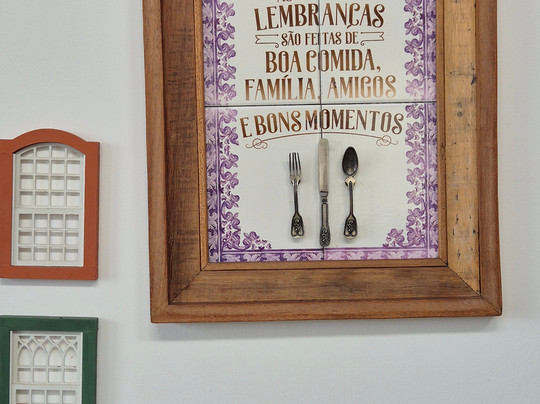 LEMBRANÇAS
SÃO FEITAS DE
BOA COMIDA,
FAMÍLIA, AMIGOS
E BONS MOMENTOS